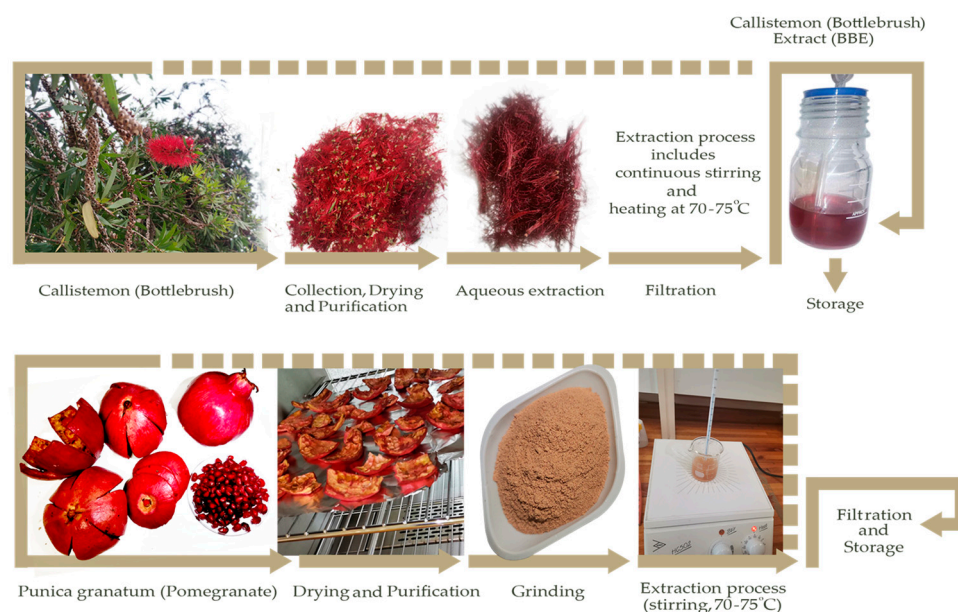 Callistemon (Bottlebrush)
Extract (BBE)
Extraction process
includes
continuous stirring
and
heating at 70-75°C
Callistemon (Bottlebrush)
Collection, Drying
and Purification
Aqueous extraction
Filtration
Storage
Filtration
and
Storage
Punica granatum (Pomegranate)
Drying and Purification
Grinding
Extraction process
(stirring, 70-75°C)